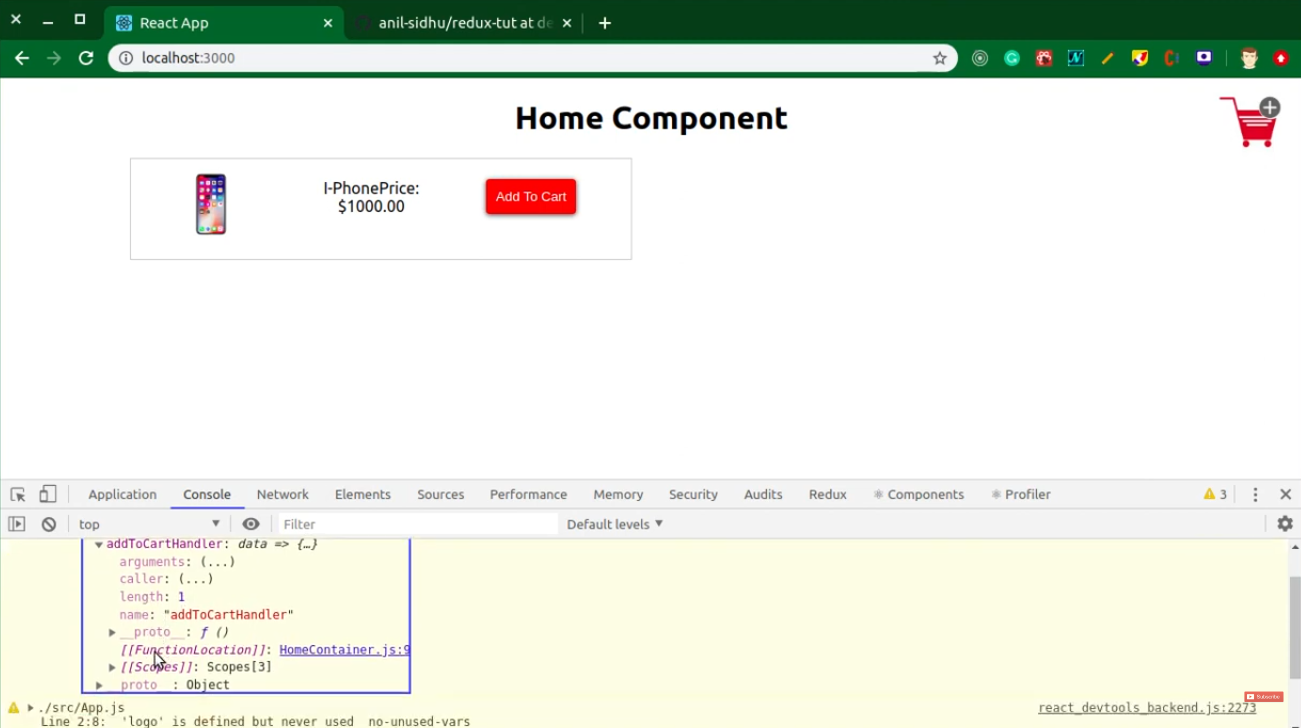 React App
anil-sidhu/redux-tut at de
localhost:3000
Home Component
I-PhonePrice:
$1000.00
Add To Cart
Application Console Network Elements Sources Performance Memory Security Audits Redux Components Profiler 3
top Filter Default levels
addToCartHandler: data => {…}
arguments: (...)
caller: (...)
length: 1
name: "addToCartHandler"
__proto__: ƒ ()
[[FunctionLocation]]: HomeContainer.js:9
[[Scopes]]: Scopes[3]
__proto__: Object
Subscribe
./src/App.js react_devtools_backend.js:2273
Line 2:8: 'logo' is defined but never used no-unused-vars